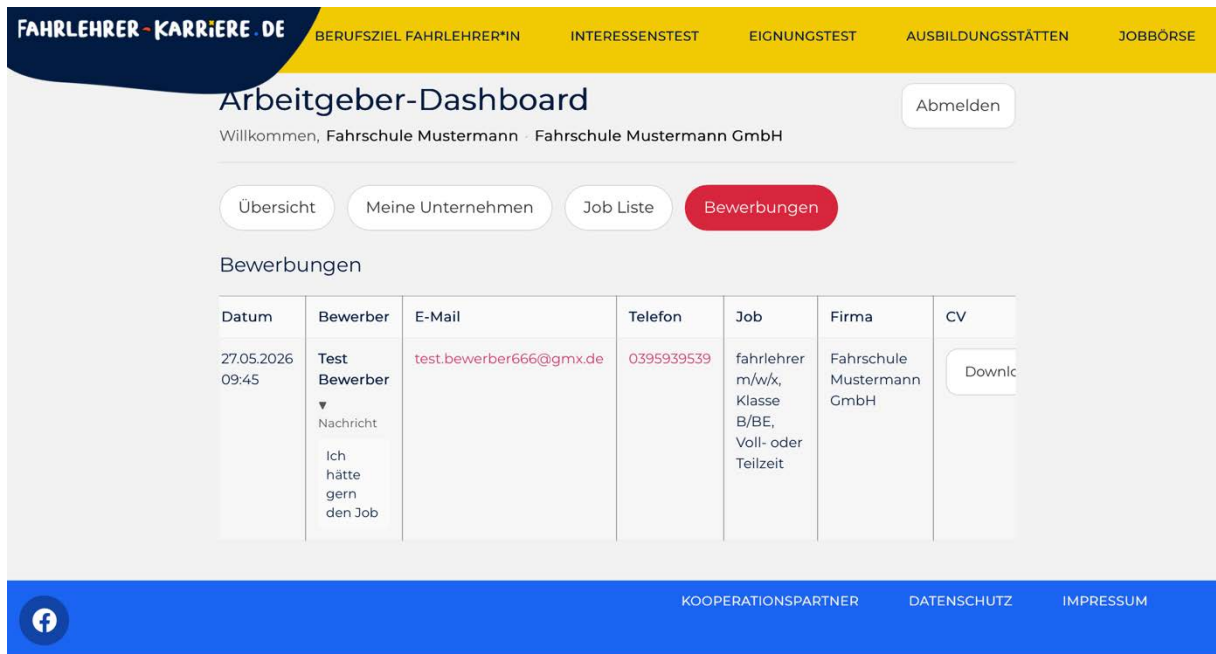 FAHRLEHRER-KARRiERE.DE
BERUFSZIEL FAHRLEHRER*IN INTERESSENSTEST EIGNUNGSTEST AUSBILDUNGSSTÄTTEN JOBBÖRSE
Arbeitgeber-Dashboard
Abmelden
Willkommen, Fahrschule Mustermann - Fahrschule Mustermann GmbH
Übersicht Meine Unternehmen Job Liste Bewerbungen
Bewerbungen
Datum Bewerber E-Mail Telefon Job Firma CV
27.05.2026
09:45
Test
Bewerber
▼
Nachricht
Ich
hätte
gern
den Job
test.bewerber666@gmx.de
0395939539
fahrlehrer
m/w/x,
Klasse
B/BE,
Voll- oder
Teilzeit
Fahrschule
Mustermann
GmbH
KOOPERATIONSPARTNER DATENSCHUTZ IMPRESSUM